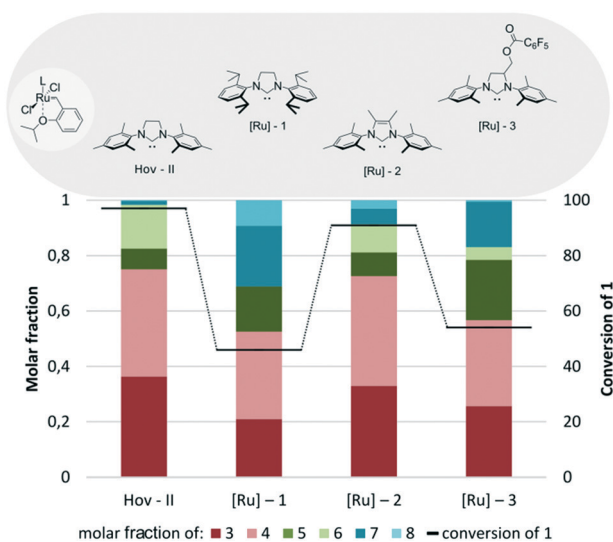 O
O
C6F5
L
Cl
Ru
Cl
O
N N
Hov - II
N N
[Ru] - 1
N N
[Ru] - 2
N N
[Ru] - 3
1
0,8
0,6
0,4
0,2
0
Molar fraction
100
80
60
40
20
0
Conversion of 1
Hov - II [Ru] – 1 [Ru] – 2 [Ru] – 3
molar fraction of: 3 4 5 6 7 8 conversion of 1